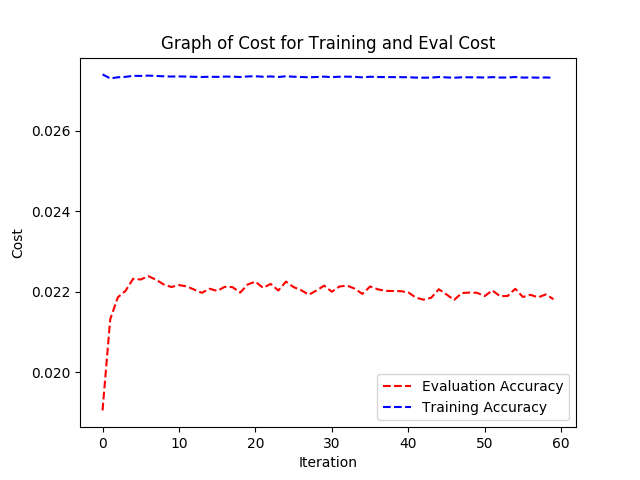 Graph of Cost for Training and Eval Cost
Cost
0.026
0.024
0.022
0.020
0
10
20
30
40
50
60
Iteration
Evaluation Accuracy
Training Accuracy